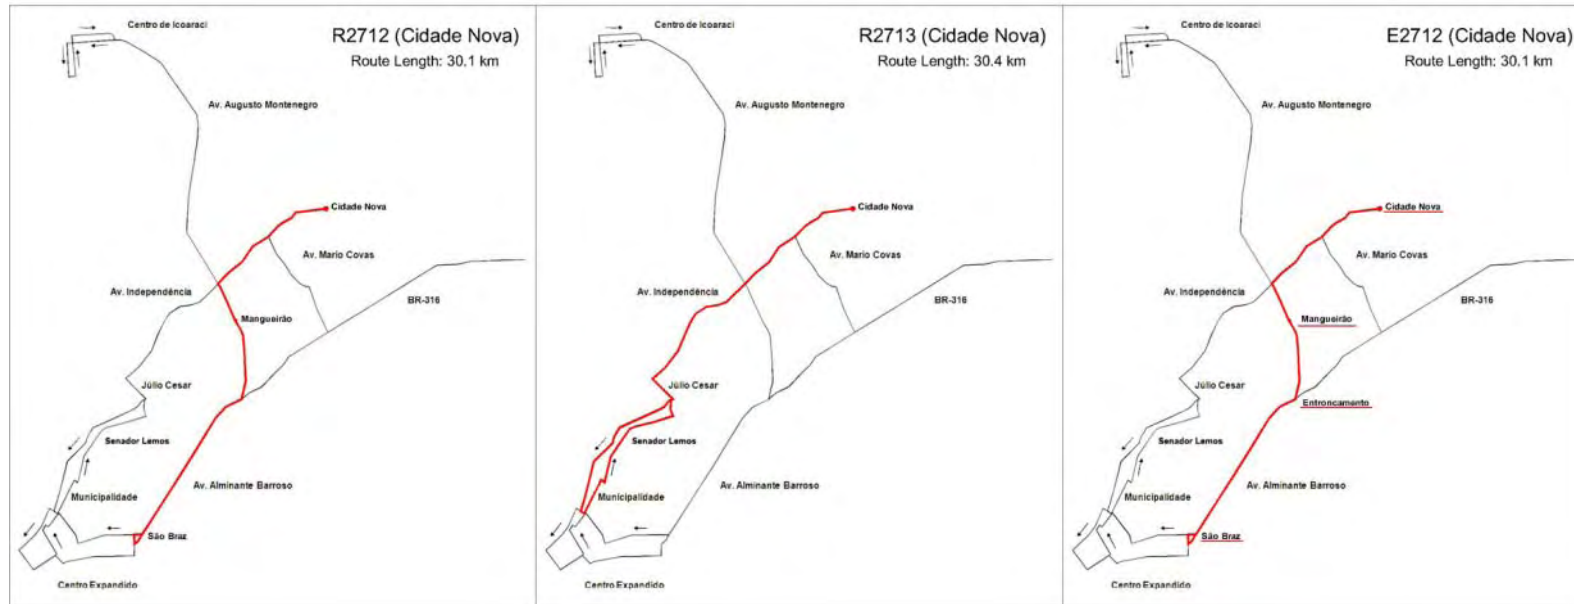 Centro de Icoaraci
R2712 (Cidade Nova)
Route Length: 30.1 km
Av. Augusto Montenegro
Cidade Nova
Av. Mario Covas
Av. Independência
BR-316
Mangueirão
Júlio Cesar
Senador Lemos
Av. Alminante Barroso
Municipalidade
São Braz
Centro Expandido
Centro de Icoaraci
R2713 (Cidade Nova)
Route Length: 30.4 km
Av. Augusto Montenegro
Cidade Nova
Av. Mario Covas
Av. Independência
BR-316
Júlio Cesar
Senador Lemos
Av. Alminante Barroso
Municipalidade
Centro Expandido
Centro de Icoaraci
E2712 (Cidade Nova)
Route Length: 30.1 km
Av. Augusto Montenegro
Cidade Nova
Av. Mario Covas
Av. Independência
BR-316
Mangueirão
Júlio Cesar
Entroncamento
Senador Lemos
Av. Alminante Barroso
Municipalidade
São Braz
Centro Expandido